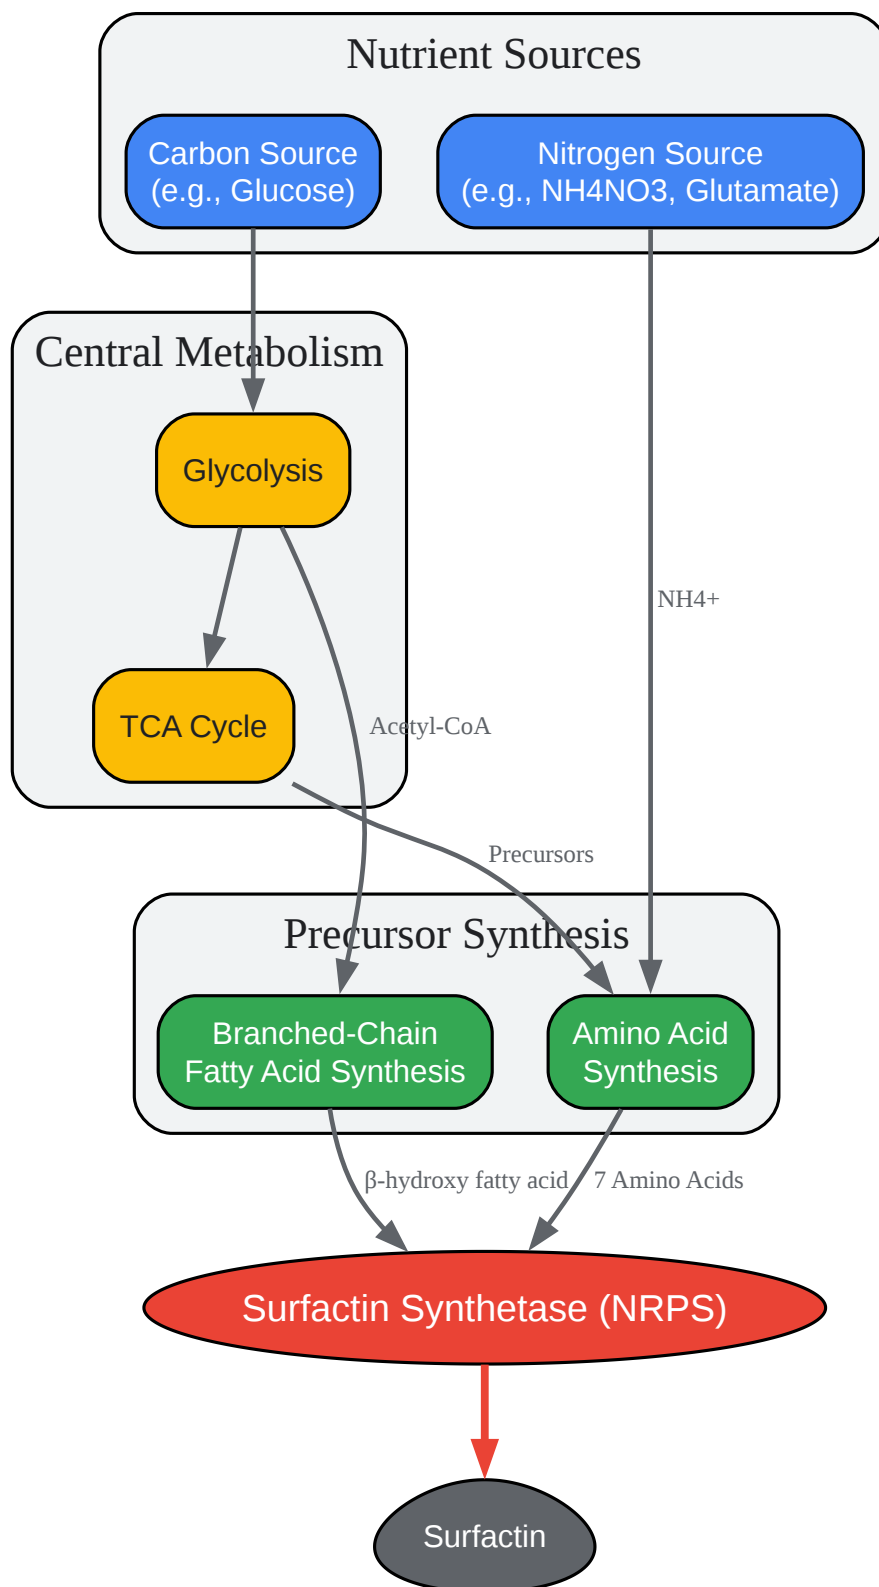 Nutrient Sources
Carbon Source
(e.g., Glucose)
Nitrogen Source
(e.g., NH4NO3, Glutamate)
Central Metabolism
Glycolysis
NH4+
TCA Cycle
Acetyl-CoA
Precursors
Precursor Synthesis
Branched-Chain
Fatty Acid Synthesis
Amino Acid
Synthesis
β-hydroxy fatty acid
7 Amino Acids
Surfactin Synthetase (NRPS)
Surfactin